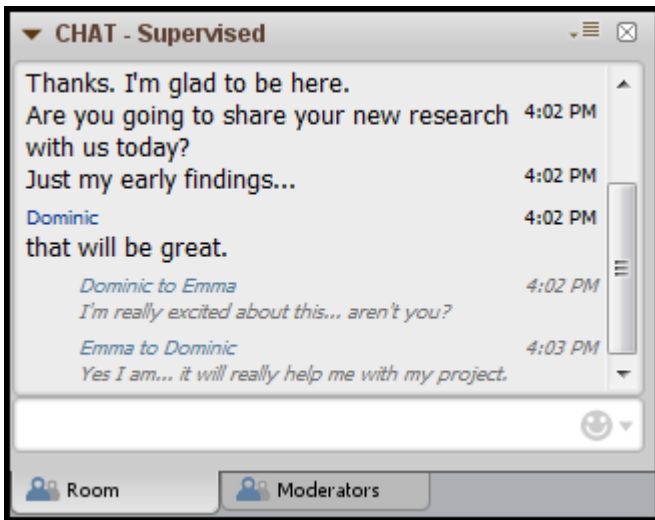 CHAT - Supervised
Thanks. I'm glad to be here.
Are you going to share your new research 4:02 PM
with us today?
Just my early findings... 4:02 PM
Dominic 4:02 PM
that will be great.
Dominic to Emma 4:02 PM
I'm really excited about this... aren't you?
Emma to Dominic 4:03 PM
Yes I am... it will really help me with my project.
Room Moderators